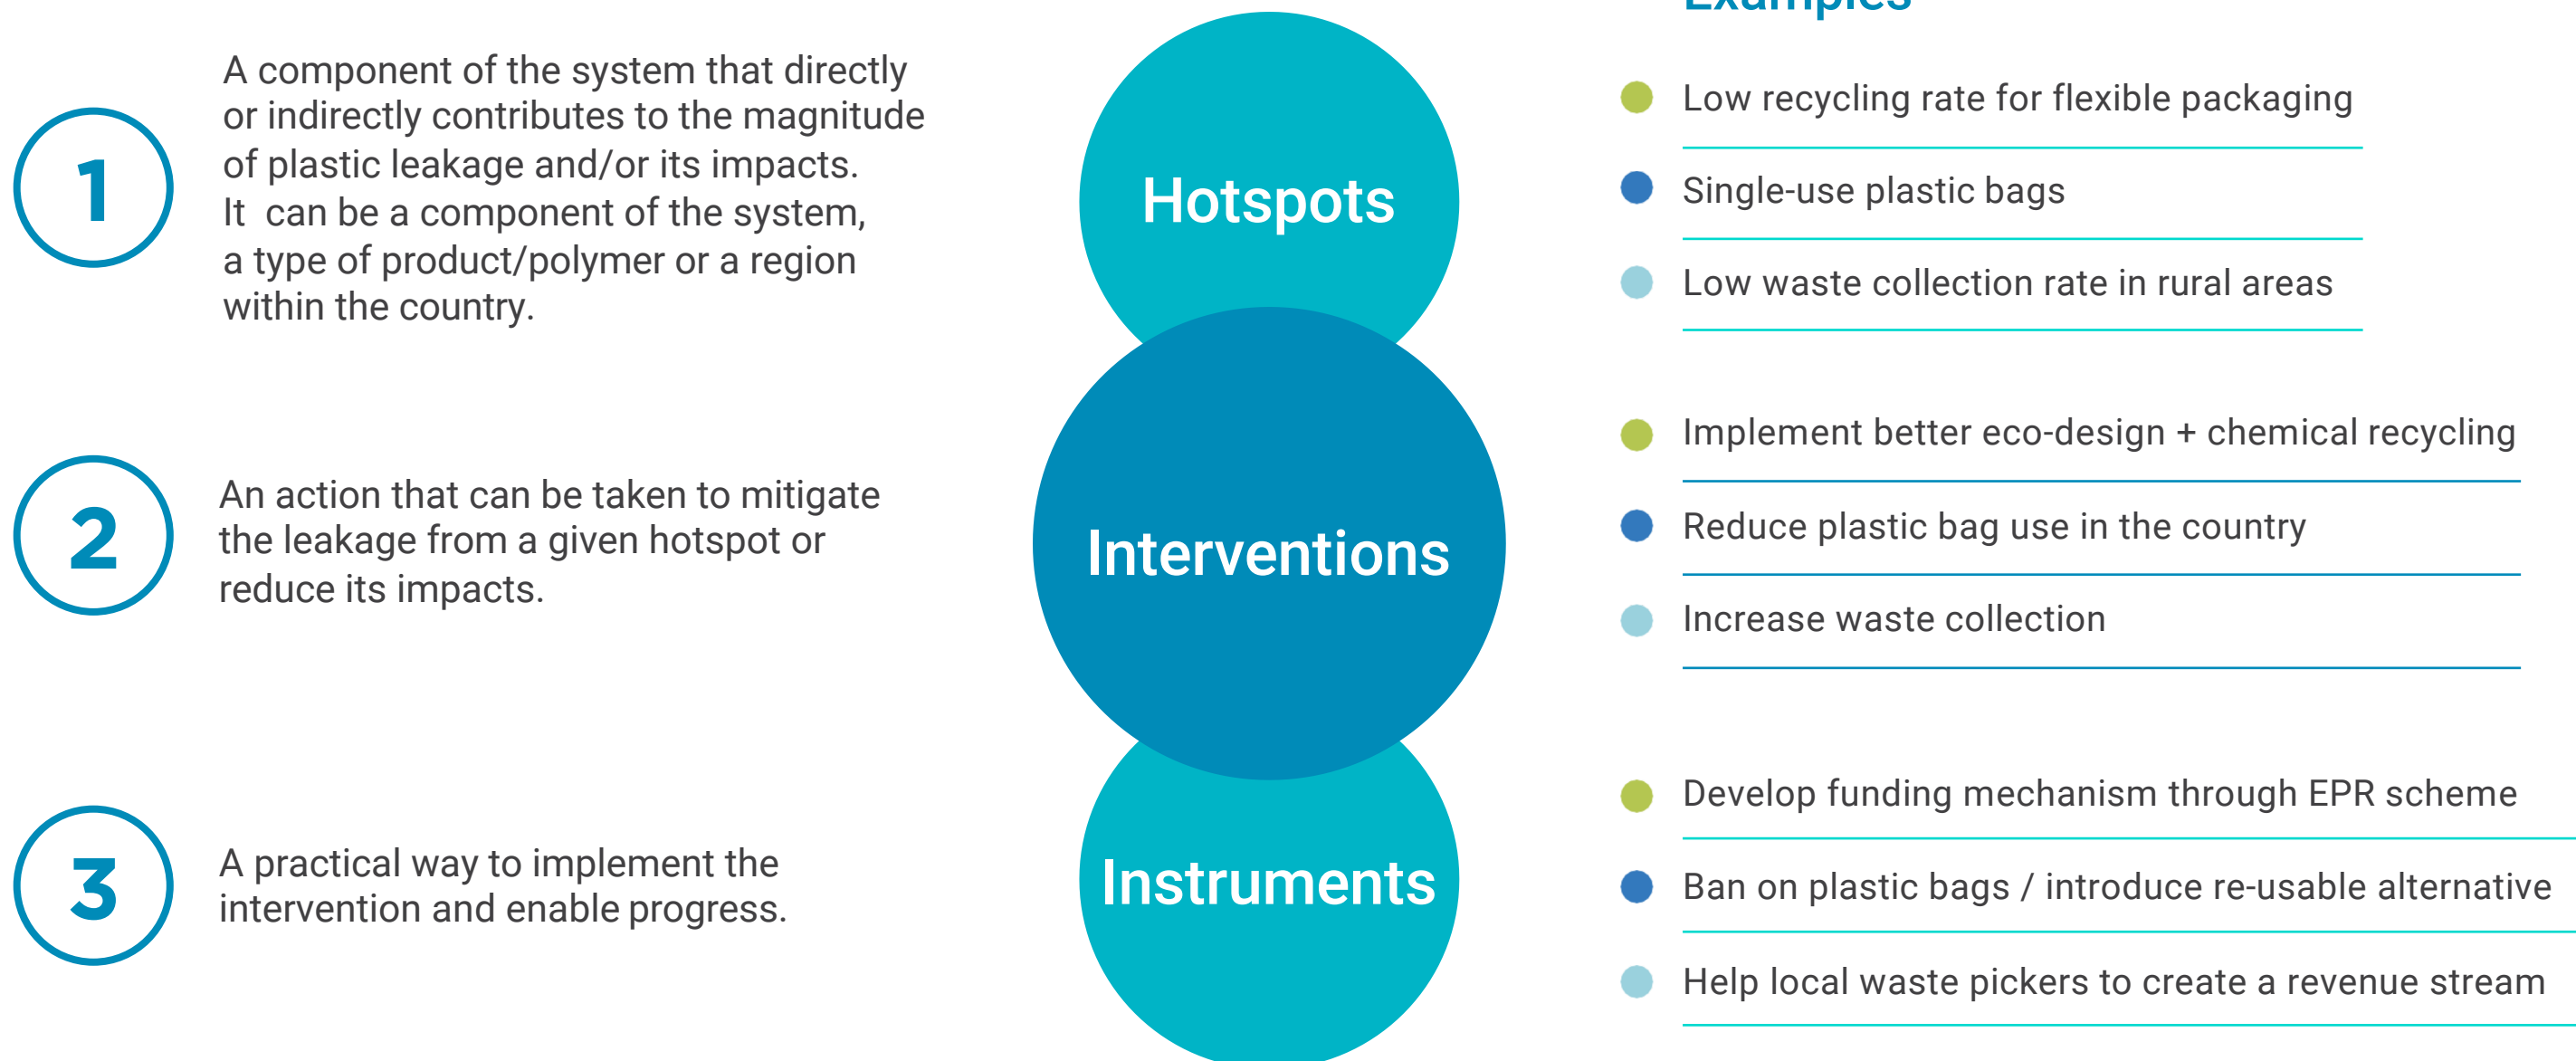 Examples
1
A component of the system that directly
or indirectly contributes to the magnitude
of plastic leakage and/or its impacts.
It can be a component of the system,
a type of product/polymer or a region
within the country.
Hotspots
Low recycling rate for flexible packaging
Single-use plastic bags
Low waste collection rate in rural areas
2
An action that can be taken to mitigate
the leakage from a given hotspot or
reduce its impacts.
Interventions
Implement better eco-design + chemical recycling
Reduce plastic bag use in the country
Increase waste collection
3
A practical way to implement the
intervention and enable progress.
Instruments
Develop funding mechanism through EPR scheme
Ban on plastic bags / introduce re-usable alternative
Help local waste pickers to create a revenue stream